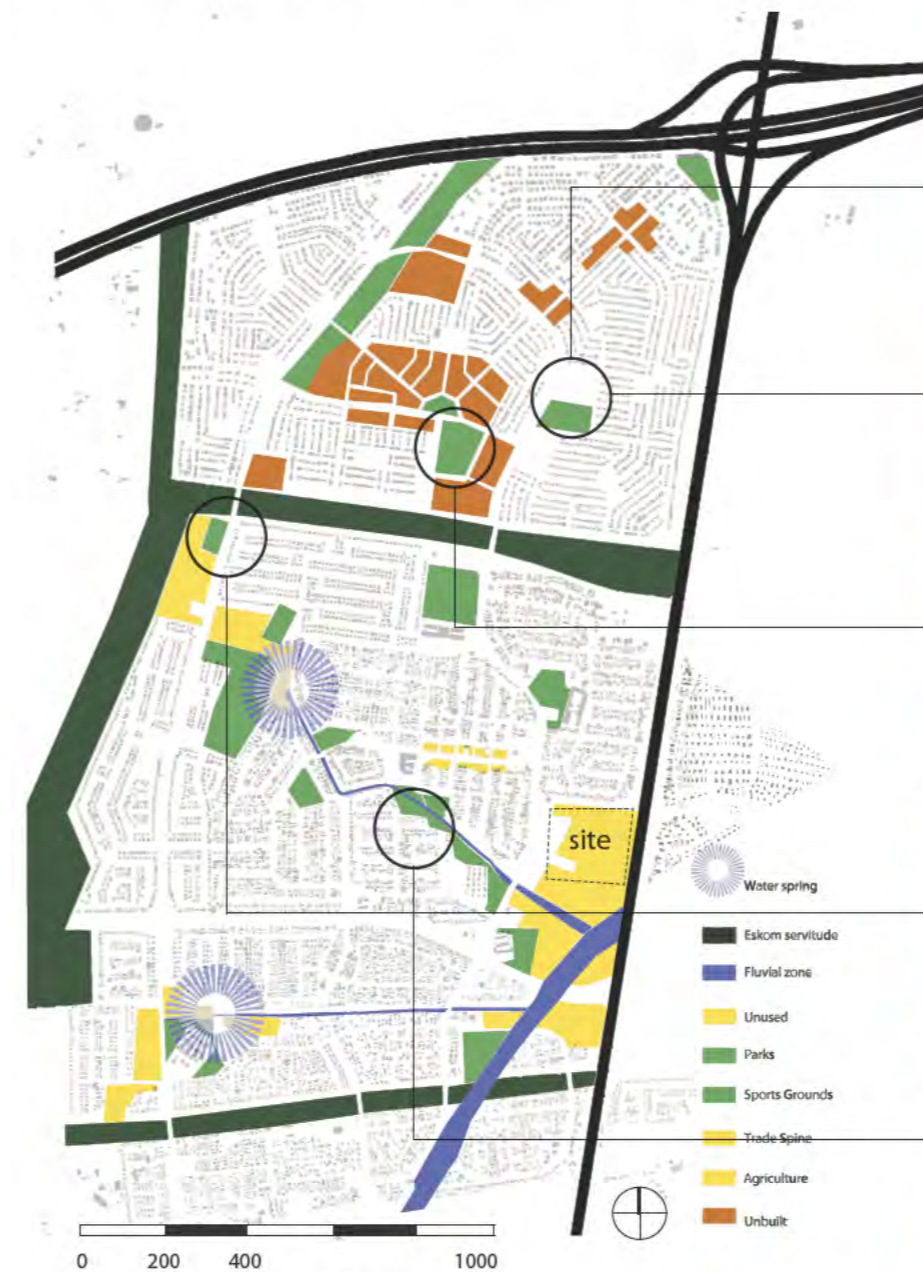 site
Water spring
Eskom servitude
Fluvial zone
Unused
Parks
Sports Grounds
Trade Spine
Agriculture
Unbuilt
0 200 400 1000